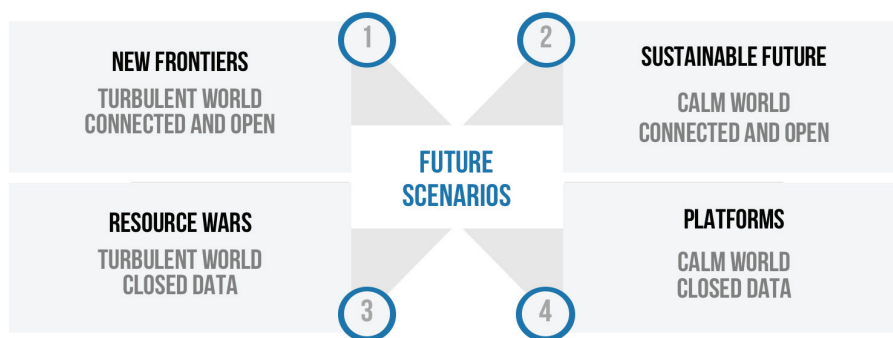 1
NEW FRONTIERS
TURBULENT WORLD
CONNECTED AND OPEN
2
SUSTAINABLE FUTURE
CALM WORLD
CONNECTED AND OPEN
FUTURE
SCENARIOS
RESOURCE WARS
TURBULENT WORLD
CLOSED DATA
3
PLATFORMS
CALM WORLD
CLOSED DATA
4